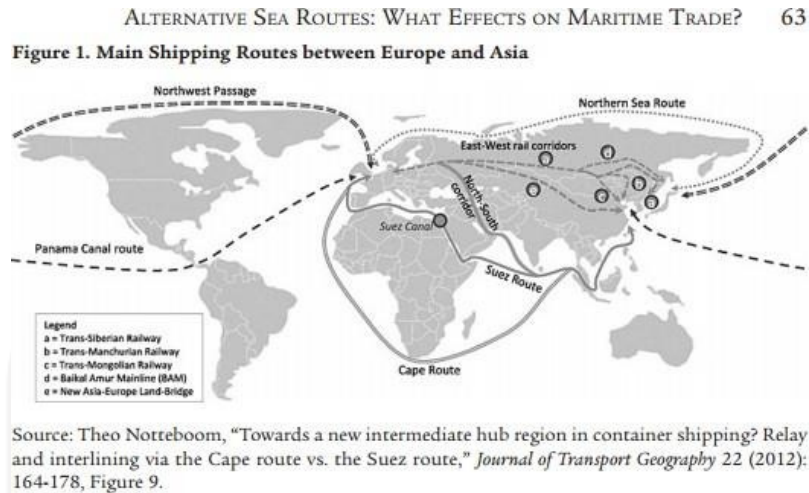 ALTERNATIVE SEA ROUTES: WHAT EFFECTS ON MARITIME TRADE? 63
Figure 1. Main Shipping Routes between Europe and Asia
Northwest Passage
Northern Sea Route
East-West rail corridors
North-South
corridor
Suez Canal
Panama Canal route
Suez Route
Cape Route
Legend
a = Trans-Siberian Railway
b = Trans-Manchurian Railway
c = Trans-Mongolian Railway
d = Baikal Amur Mainline (BAM)
e = New Asia-Europe Land-Bridge
Source: Theo Notteboom, “Towards a new intermediate hub region in container shipping? Relay
and interlining via the Cape route vs. the Suez route,” Journal of Transport Geography 22 (2012):
164-178, Figure 9.